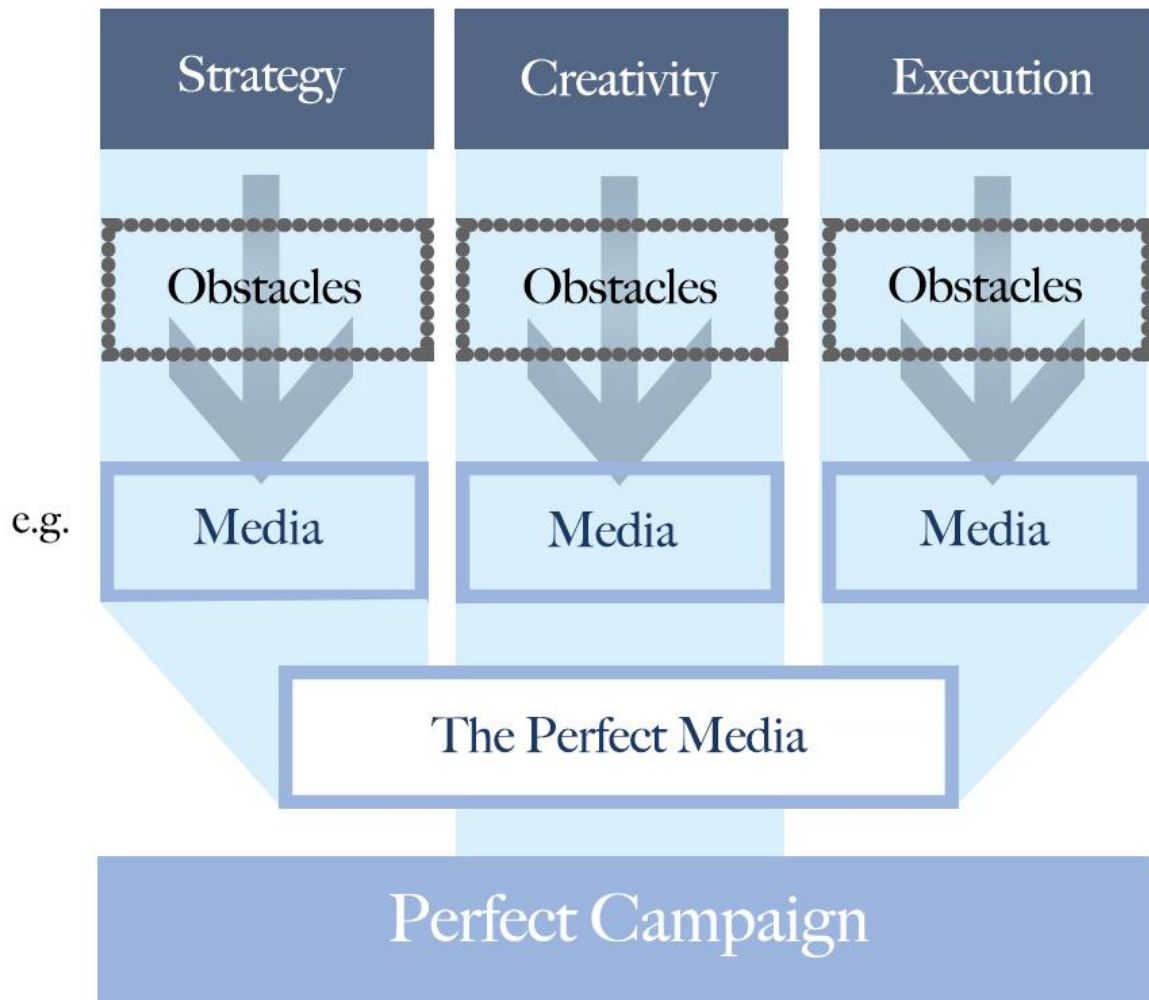 Strategy
Creativity
Execution
Obstacles
Obstacles
Obstacles
e.g.
Media
Media
Media
The Perfect Media
Perfect Campaign